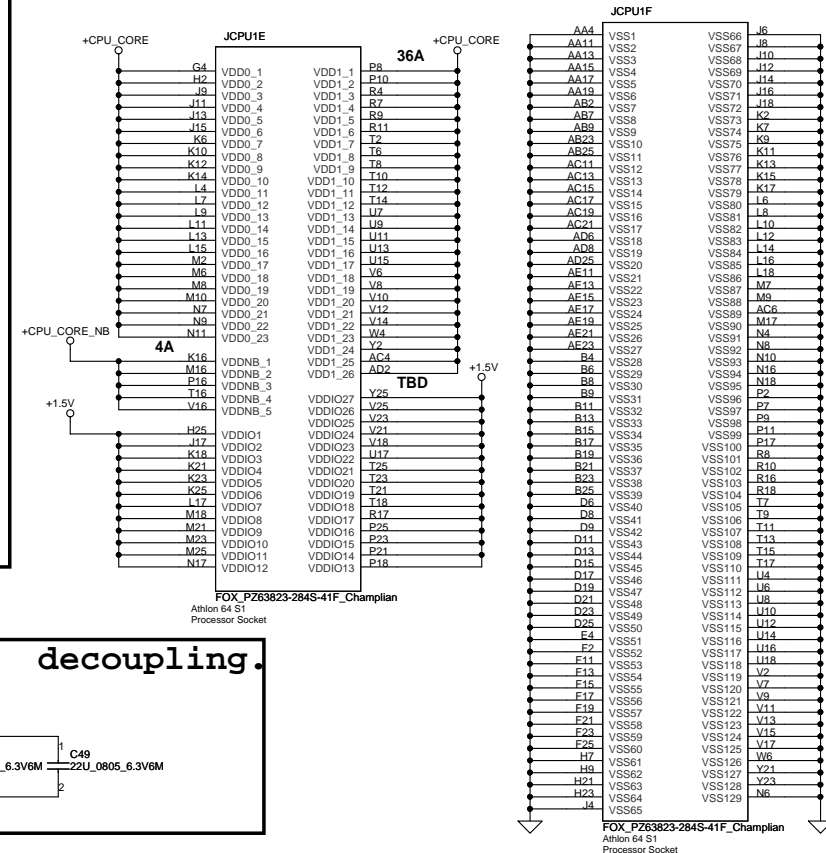 JCPU1E
+CPU_CORE
+CPU_CORE
36A
G4 VDD0_1 VDD1_1 P8
H2 VDD0_2 VDD1_2 P10
J9 VDD0_3 VDD1_3 R4
J11 VDD0_4 VDD1_4 R7
J13 VDD0_5 VDD1_5 R9
J15 VDD0_6 VDD1_6 R11
K6 VDD0_7 VDD1_7 T2
K10 VDD0_8 VDD1_8 T6
K12 VDD0_9 VDD1_9 T8
K14 VDD0_10 VDD1_10 T10
L4 VDD0_11 VDD1_11 T12
L7 VDD0_12 VDD1_12 T14
L9 VDD0_13 VDD1_13 U7
L11 VDD0_14 VDD1_14 U9
L13 VDD0_15 VDD1_15 U11
L15 VDD0_16 VDD1_16 U13
M2 VDD0_17 VDD1_17 U15
M6 VDD0_18 VDD1_18 V6
M8 VDD0_19 VDD1_19 V8
M10 VDD0_20 VDD1_20 V10
N7 VDD0_21 VDD1_21 V12
N9 VDD0_22 VDD1_22 V14
N11 VDD0_23 VDD1_23 W4
VDD1_24 Y2
+CPU_CORE_NB
4A
K16 VDDNB_1 VDD1_25 AC4
M16 VDDNB_2 VDD1_26 AD2
P16 VDDNB_3
TBD
+1.5V
T16 VDDNB_4 VDDIO27 Y25
V16 VDDNB_5 VDDIO26 V25
+1.5V
VDDIO25 V23
H25 VDDIO1 VDDIO24 V21
J17 VDDIO2 VDDIO23 V18
K18 VDDIO3 VDDIO22 U17
K21 VDDIO4 VDDIO21 T25
K23 VDDIO5 VDDIO20 T23
K25 VDDIO6 VDDIO19 T21
L17 VDDIO7 VDDIO18 T18
M18 VDDIO8 VDDIO17 R17
M21 VDDIO9 VDDIO16 P25
M23 VDDIO10 VDDIO15 P23
M25 VDDIO11 VDDIO14 P21
N17 VDDIO12 VDDIO13 P18
FOX_PZ63823-284S-41F_Champlian
Athlon 64 S1
Processor Socket
decoupling.
1
C49
_6.3V6M
22U_0805_6.3V6M
2
JCPU1F
AA4 VSS1 VSS66 J6
AA11 VSS2 VSS67 J8
AA13 VSS3 VSS68 J10
AA15 VSS4 VSS69 J12
AA17 VSS5 VSS70 J14
AA19 VSS6 VSS71 J16
AB2 VSS7 VSS72 J18
AB7 VSS8 VSS73 K2
AB9 VSS9 VSS74 K7
AB23 VSS10 VSS75 K9
AB25 VSS11 VSS76 K11
AC11 VSS12 VSS77 K13
AC13 VSS13 VSS78 K15
AC15 VSS14 VSS79 K17
AC17 VSS15 VSS80 L6
AC19 VSS16 VSS81 L8
AC21 VSS17 VSS82 L10
AD6 VSS18 VSS83 L12
AD8 VSS19 VSS84 L14
AD25 VSS20 VSS85 L16
AE11 VSS21 VSS86 L18
AE13 VSS22 VSS87 M7
AE15 VSS23 VSS88 M9
AE17 VSS24 VSS89 AC6
AE19 VSS25 VSS90 M17
AE21 VSS26 VSS91 N4
AE23 VSS27 VSS92 N8
B4 VSS28 VSS93 N10
B6 VSS29 VSS94 N16
B8 VSS30 VSS95 N18
B9 VSS31 VSS96 P2
B11 VSS32 VSS97 P7
B13 VSS33 VSS98 P9
B15 VSS34 VSS99 P11
B17 VSS35 VSS100 P17
B19 VSS36 VSS101 R8
B21 VSS37 VSS102 R10
B23 VSS38 VSS103 R16
B25 VSS39 VSS104 R18
D6 VSS40 VSS105 T7
D8 VSS41 VSS106 T9
D9 VSS42 VSS107 T11
D11 VSS43 VSS108 T13
D13 VSS44 VSS109 T15
D15 VSS45 VSS110 T17
D17 VSS46 VSS111 U4
D19 VSS47 VSS112 U6
D21 VSS48 VSS113 U8
D23 VSS49 VSS114 U10
D25 VSS50 VSS115 U12
E4 VSS51 VSS116 U14
F2 VSS52 VSS117 U16
F11 VSS53 VSS118 U18
F13 VSS54 VSS119 V2
F15 VSS55 VSS120 V7
F17 VSS56 VSS121 V9
F19 VSS57 VSS122 V11
F21 VSS58 VSS123 V13
F23 VSS59 VSS124 V15
F25 VSS60 VSS125 V17
H7 VSS61 VSS126 W6
H9 VSS62 VSS127 Y21
H21 VSS63 VSS128 Y23
H23 VSS64 VSS129 N6
J4 VSS65
FOX_PZ63823-284S-41F_Champlian
Athlon 64 S1
Processor Socket